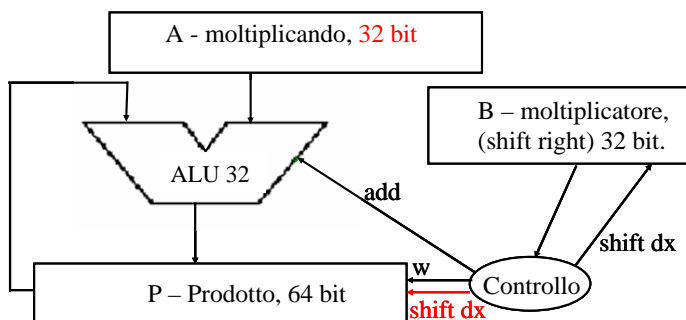 A - moltiplicando, 32 bit
B – moltiplicatore,
(shift right) 32 bit.
ALU 32
add
shift dx
w
Controllo
P – Prodotto, 64 bit
shift dx